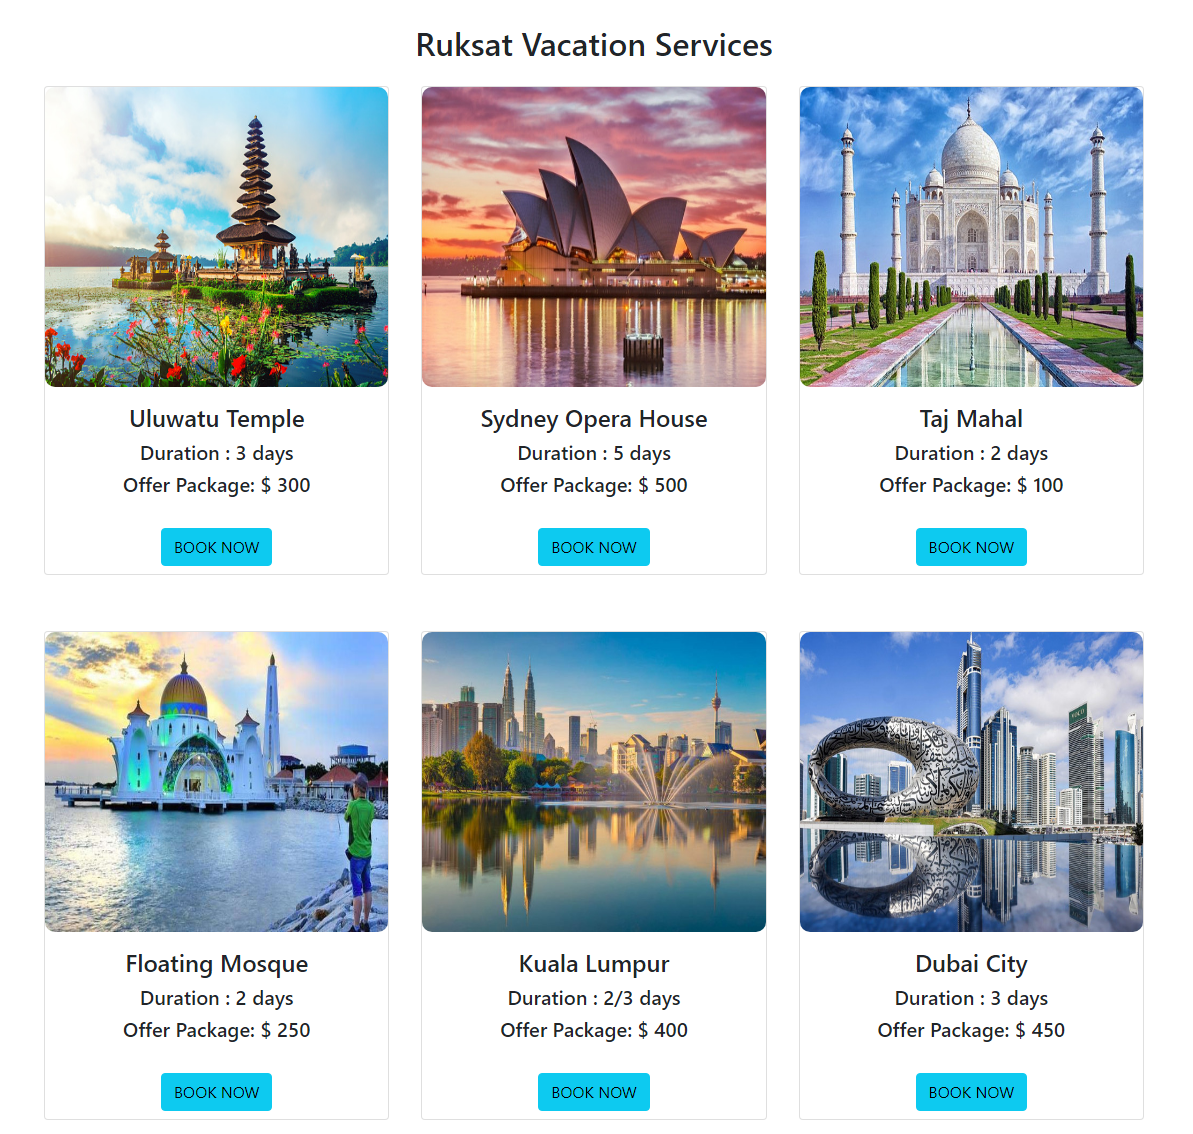 Ruksat Vacation Services
Uluwatu Temple
Duration : 3 days
Offer Package: $ 300
BOOK NOW
Sydney Opera House
Duration : 5 days
Offer Package: $ 500
BOOK NOW
Taj Mahal
Duration : 2 days
Offer Package: $ 100
BOOK NOW
Floating Mosque
Duration : 2 days
Offer Package: $ 250
BOOK NOW
Kuala Lumpur
Duration : 2/3 days
Offer Package: $ 400
BOOK NOW
Dubai City
Duration : 3 days
Offer Package: $ 450
BOOK NOW